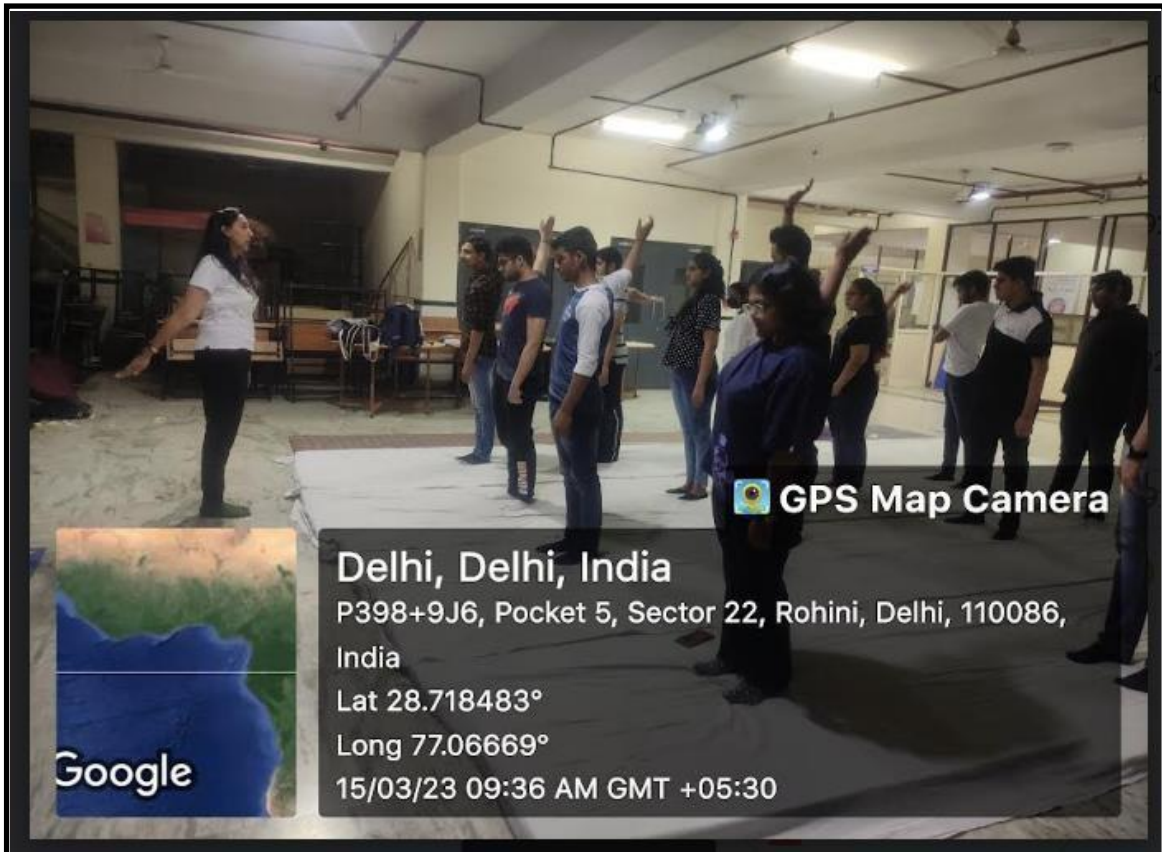 GPS Map Camera
Delhi, Delhi, India
P398+9J6, Pocket 5, Sector 22, Rohini, Delhi, 110086,
India
Lat 28.718483°
Long 77.06669°
15/03/23 09:36 AM GMT +05:30
Google